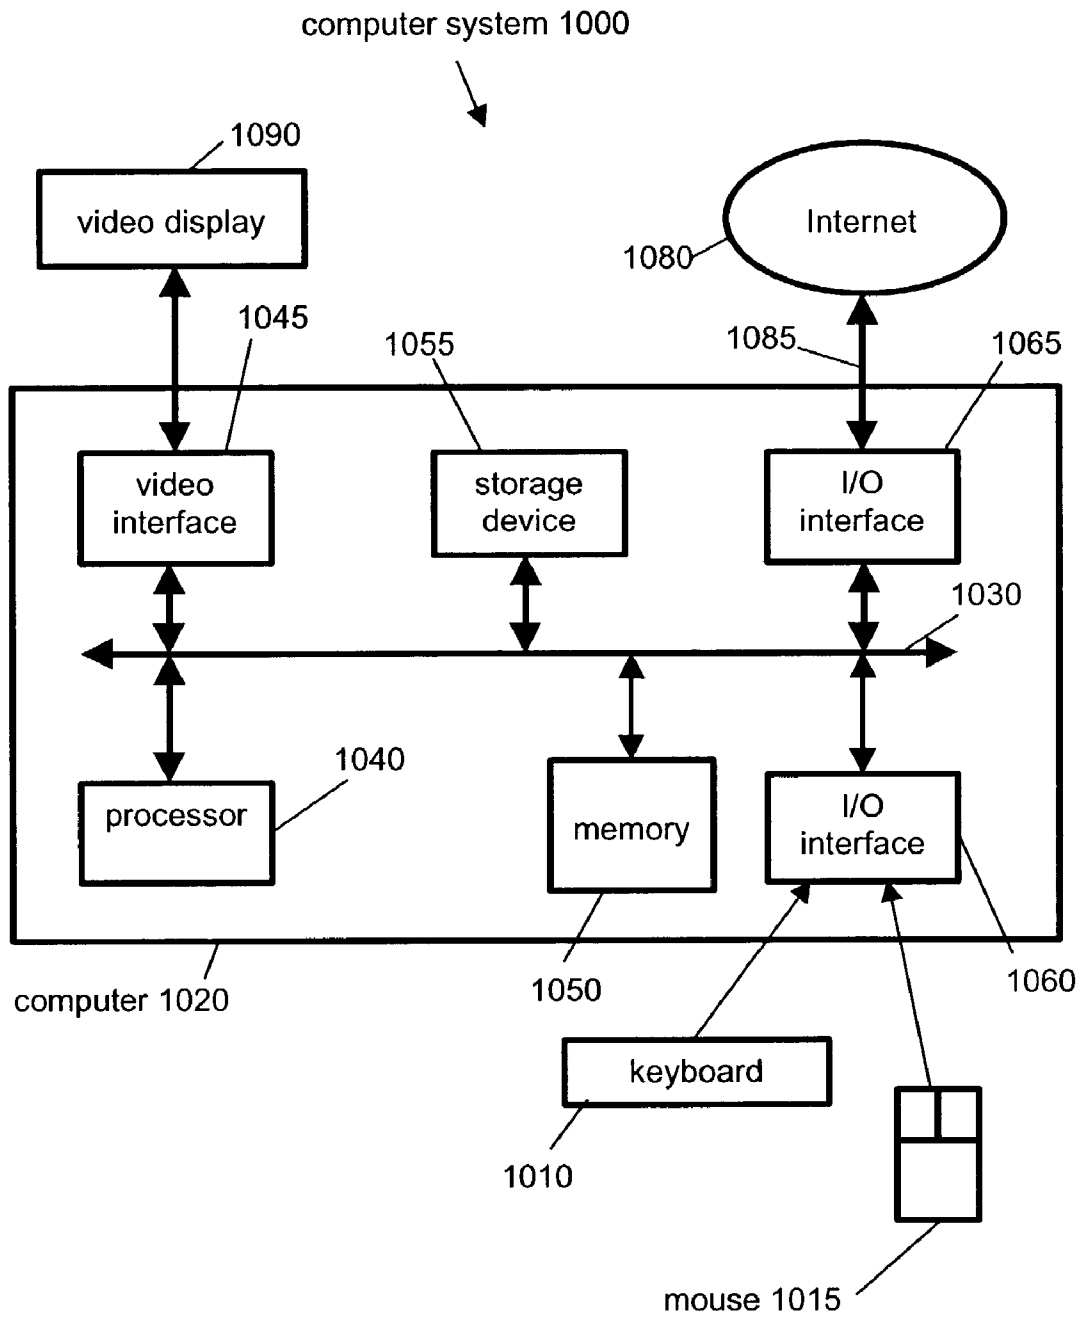 computer system 1000
1090
video display
Internet
1080
1045
1055
1085
1065
video
interface
storage
device
I/O
interface
1030
1040
processor
memory
I/O
interface
computer 1020
1050
1060
keyboard
1010
mouse 1015